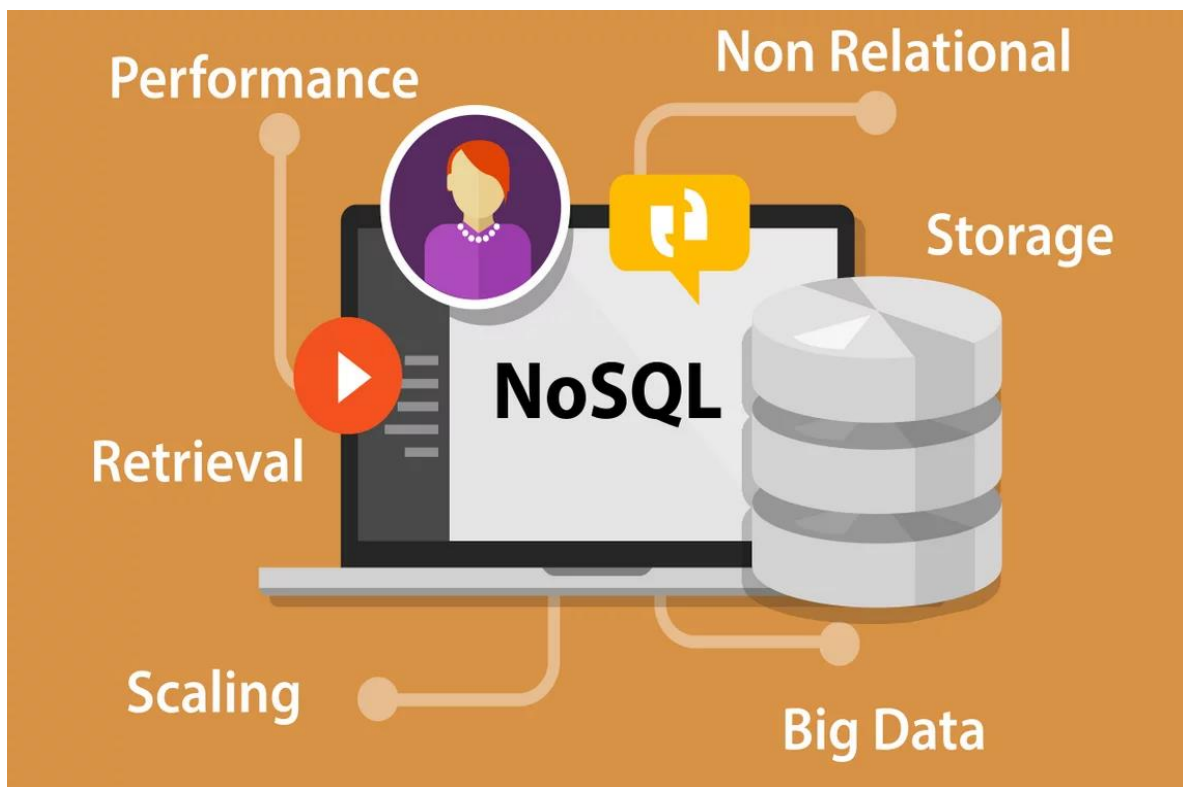 Performance
Non Relational
Storage
NoSQL
Retrieval
Scaling
Big Data